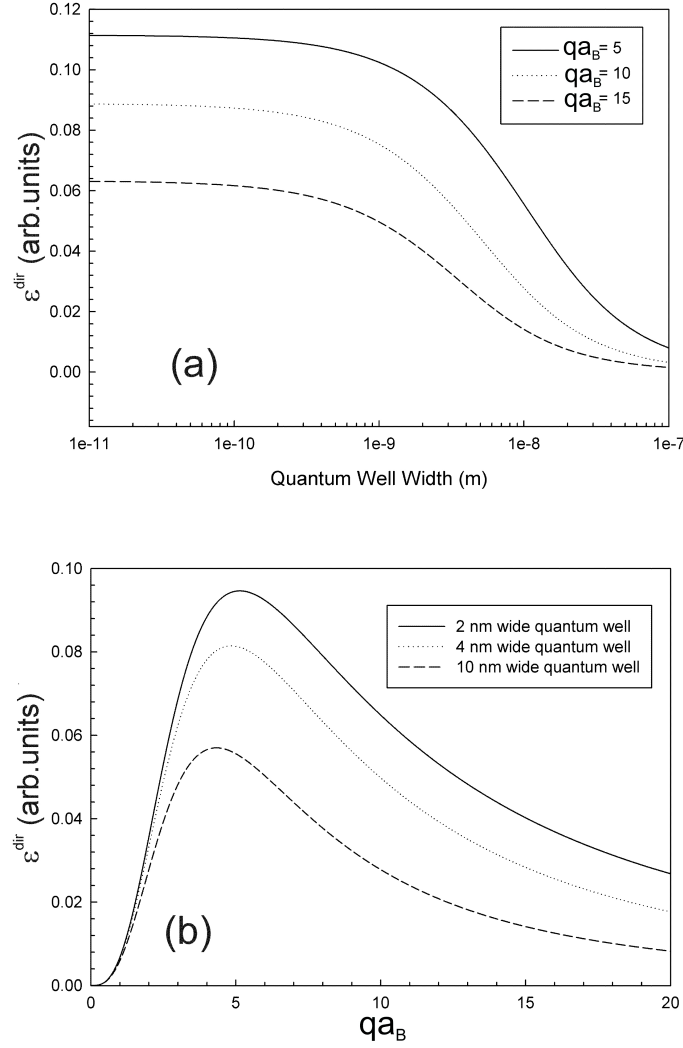 0.12
0.10
0.08
0.06
0.04
0.02
0.00
ε^dir (arb.units)
qa_B = 5
qa_B = 10
qa_B = 15
(a)
1e-11 1e-10 1e-9 1e-8 1e-7
Quantum Well Width (m)
0.10
0.08
0.06
0.04
0.02
0.00
ε^dir (arb.units)
2 nm wide quantum well
4 nm wide quantum well
10 nm wide quantum well
(b)
0 5 10 15 20
qa_B